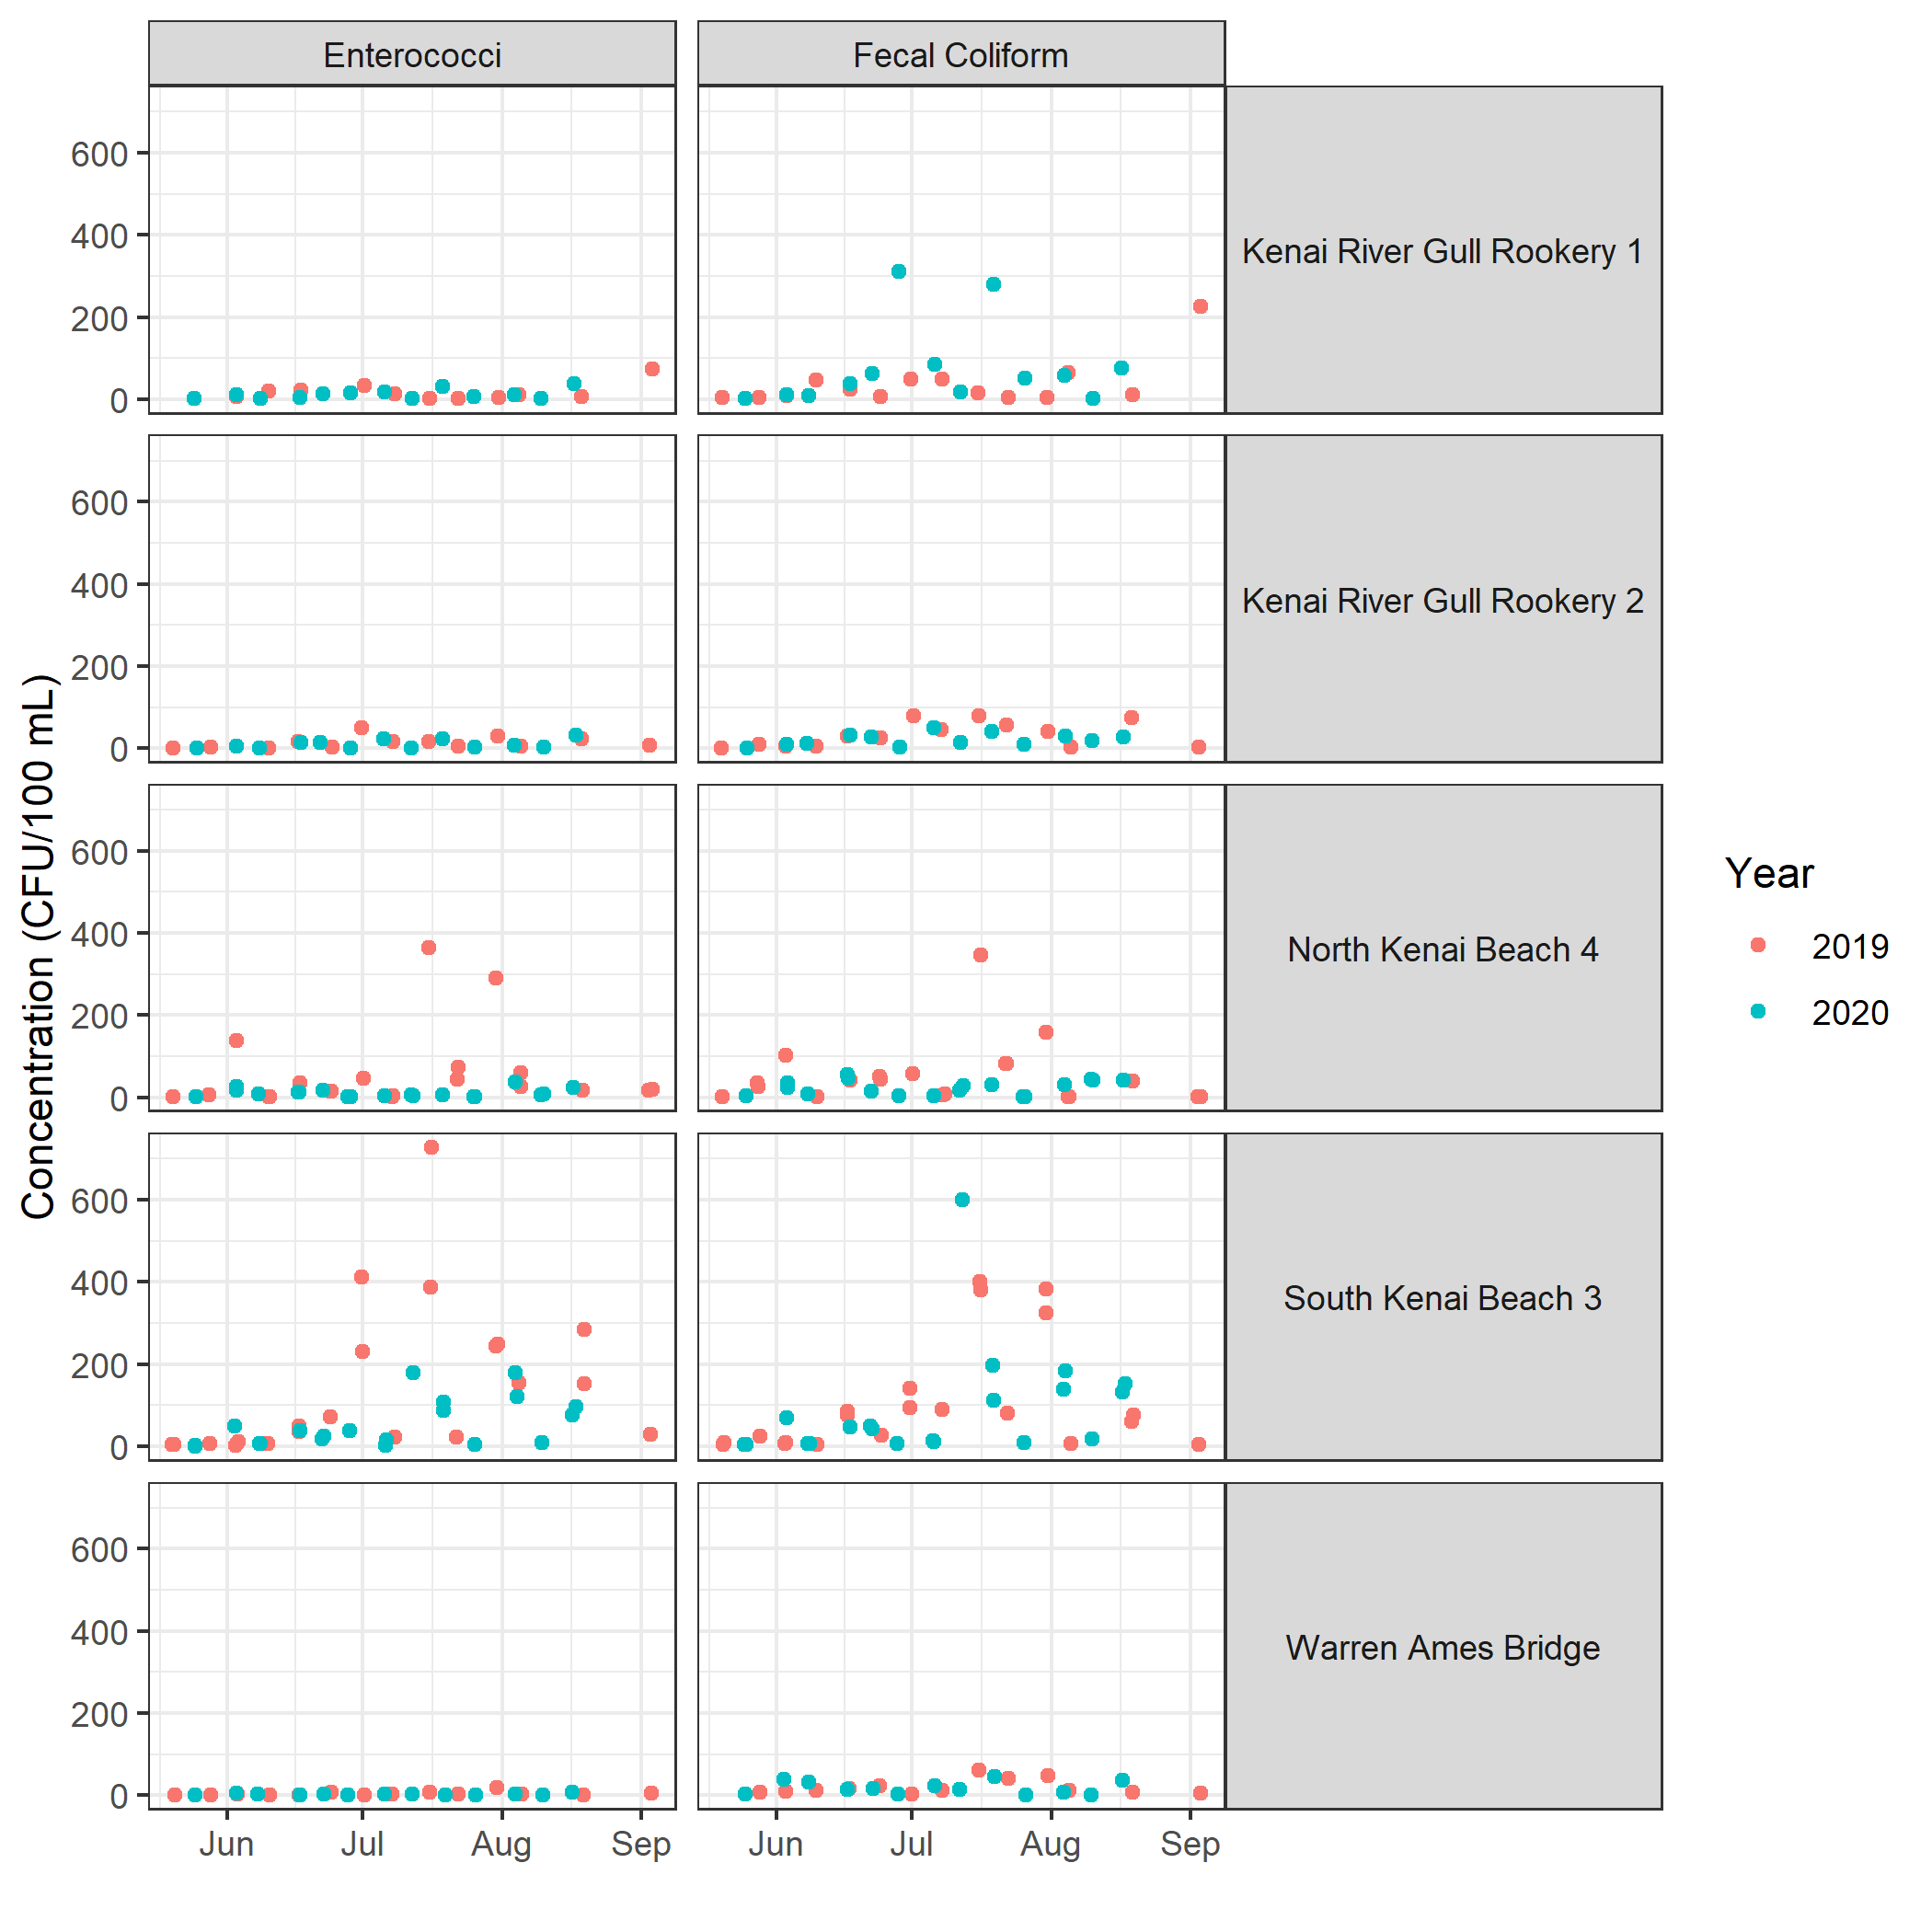 Enterococci Fecal Coliform
600
400
200
0
Kenai River Gull Rookery 1
600
400
200
0
Kenai River Gull Rookery 2
600
400
200
0
North Kenai Beach 4
600
400
200
0
South Kenai Beach 3
600
400
200
0
Warren Ames Bridge
Jun Jul Aug Sep Jun Jul Aug Sep
Concentration (CFU/100 mL)
Year
2019
2020